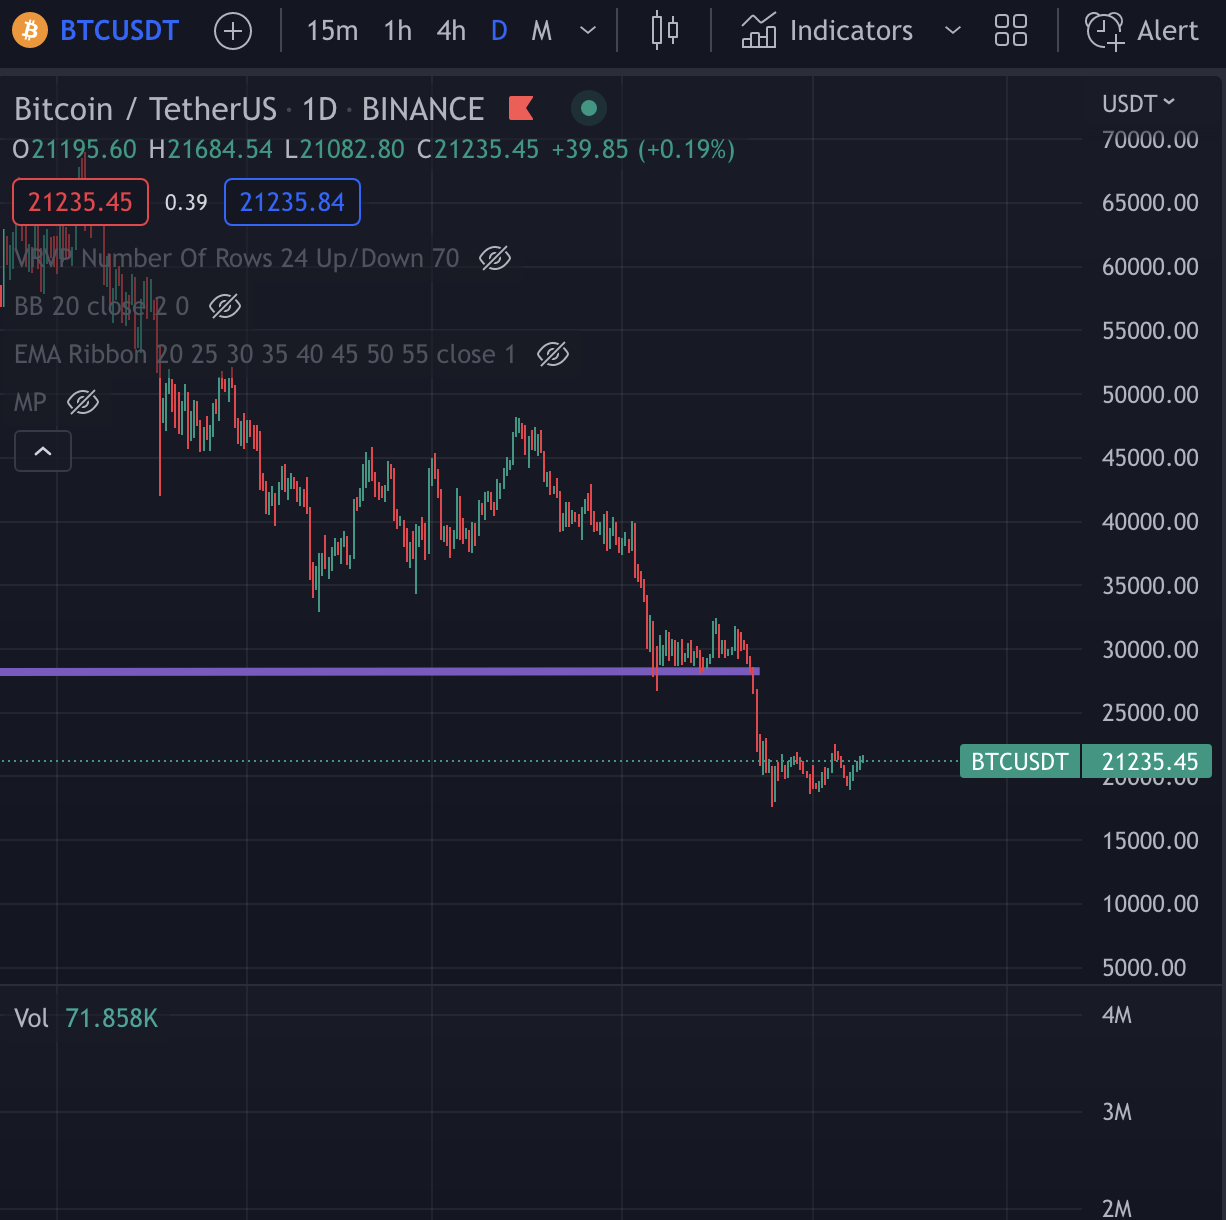 BTCUSDT 15m 1h 4h D M Indicators Alert
Bitcoin / TetherUS · 1D · BINANCE
USDT
O21195.60 H21684.54 L21082.80 C21235.45 +39.85 (+0.19%)
70000.00
21235.45 0.39 21235.84
65000.00
VRVP Number Of Rows 24 Up/Down 70
60000.00
BB 20 close 2 0
55000.00
EMA Ribbon 20 25 30 35 40 45 50 55 close 1
MP
50000.00
45000.00
40000.00
35000.00
30000.00
25000.00
BTCUSDT 21235.45
20000.00
15000.00
10000.00
5000.00
Vol 71.858K
4M
3M
2M